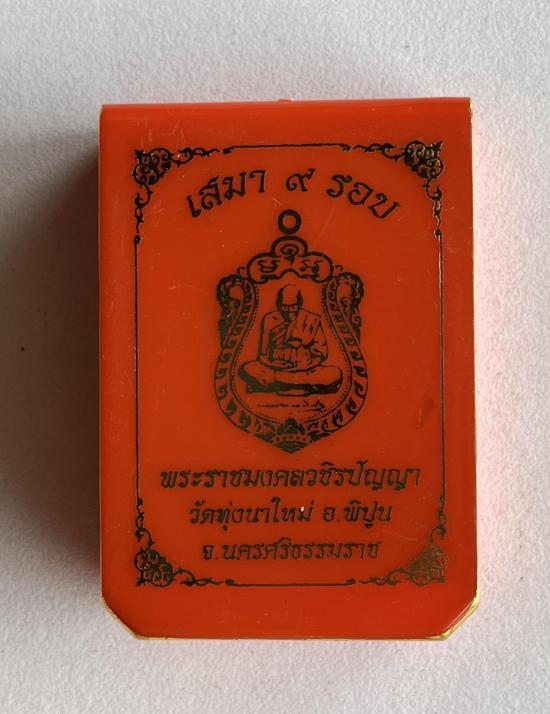 เสมา ๙ รอบ
พระราชมงคลวชิรปัญญา
วัดทุ่งนาใหม่ อ.พิปูน
จ.นครศรีธรรมราช